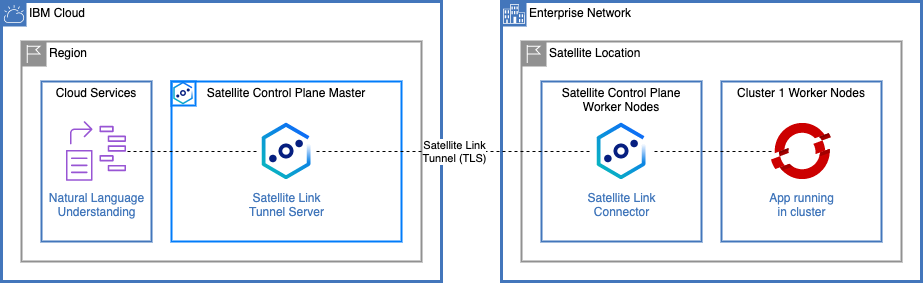 IBM Cloud
Region
Cloud Services
Natural Language
Understanding
Satellite Control Plane Master
Satellite Link
Tunnel Server
Satellite Link
Tunnel (TLS)
Enterprise Network
Satellite Location
Satellite Control Plane
Worker Nodes
Satellite Link
Connector
Cluster 1 Worker Nodes
App running
in cluster